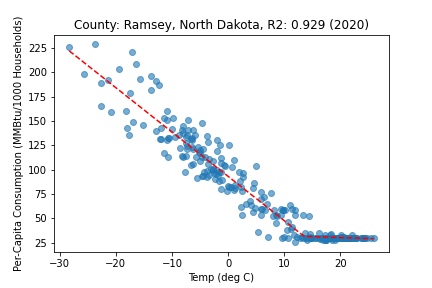 County: Ramsey, North Dakota, R2: 0.929 (2020)
Per-Capita Consumption (MMBtu/1000 Households)
225
200
175
150
125
100
75
50
25
−30 −20 −10 0 10 20
Temp (deg C)